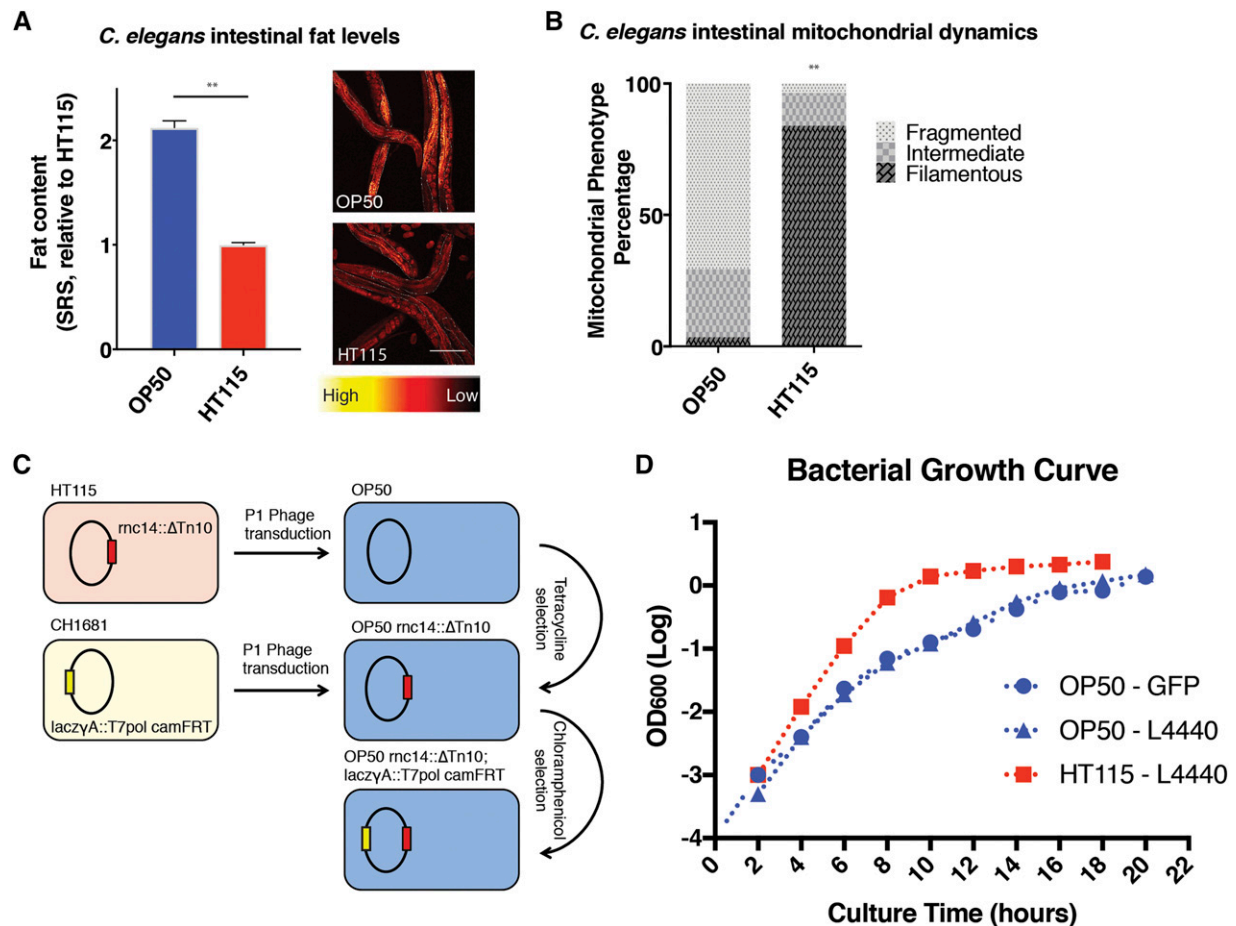 A
C. elegans intestinal fat levels
Fat content
(SRS, relative to HT115)
2
1
0
**
OP50
HT115
OP50
HT115
High
Low
B
C. elegans intestinal mitochondrial dynamics
**
Mitochondrial Phenotype
Percentage
100
50
0
OP50
HT115
Fragmented
Intermediate
Filamentous
C
HT115
rnc14::ΔTn10
P1 Phage
transduction
OP50
Tetracycline
selection
CH1681
laczγA::T7pol camFRT
P1 Phage
transduction
OP50 rnc14::ΔTn10
Chloramphenicol
selection
OP50 rnc14::ΔTn10;
laczγA::T7pol camFRT
D
Bacterial Growth Curve
OD600 (Log)
1
0
-1
-2
-3
-4
0 2 4 6 8 10 12 14 16 18 20 22
Culture Time (hours)
OP50 - GFP
OP50 - L4440
HT115 - L4440